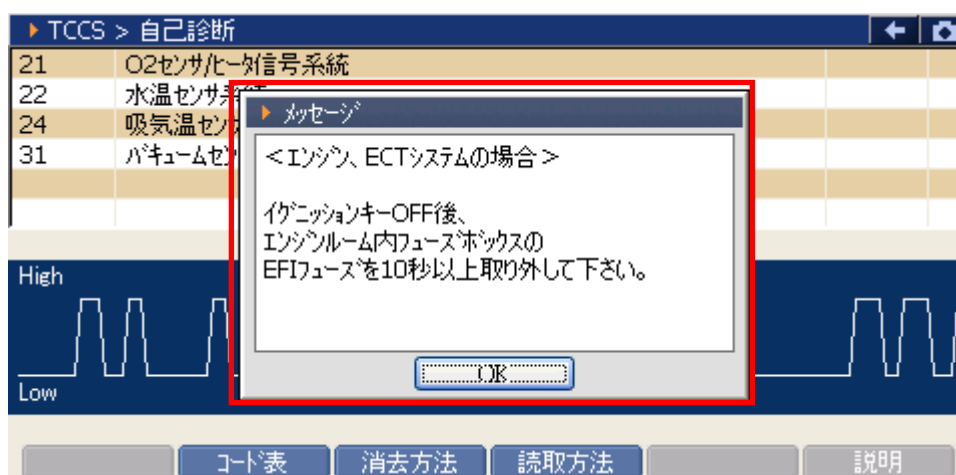 TCCS > 自己診断
21 O2ｾﾝｻ/ﾋｰﾀ信号系統
22 水温ｾﾝｻ系統
24 吸気温ｾﾝｻ
31 ﾊﾞｷｭｰﾑｾﾝ
ﾒｯｾｰｼﾞ
＜ｴﾝｼﾞﾝ、ECTｼｽﾃﾑの場合＞
ｲｸﾞﾆｯｼｮﾝｷｰOFF後、
ｴﾝｼﾞﾝﾙｰﾑ内ﾌｭｰｽﾞﾎﾞｯｸｽの
EFIﾌｭｰｽﾞを10秒以上取り外して下さい。
OK
High
Low
ｺｰﾄﾞ表 消去方法 読取方法 説明